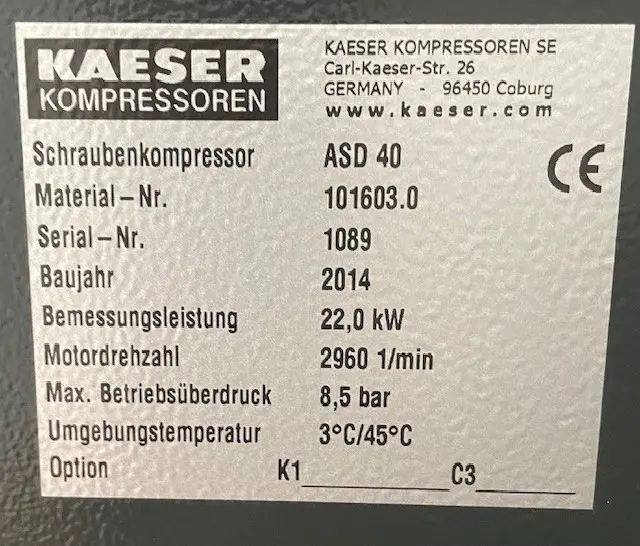 KAESER
KOMPRESSOREN
KAESER KOMPRESSOREN SE
Carl-Kaeser-Str. 26
GERMANY - 96450 Coburg
www.kaeser.com
Schraubenkompressor ASD 40
CE
Material-Nr. 101603.0
Serial-Nr. 1089
Baujahr 2014
Bemessungsleistung 22,0 kW
Motordrehzahl 2960 1/min
Max. Betriebsüberdruck 8,5 bar
Umgebungstemperatur 3°C/45°C
Option K1 C3